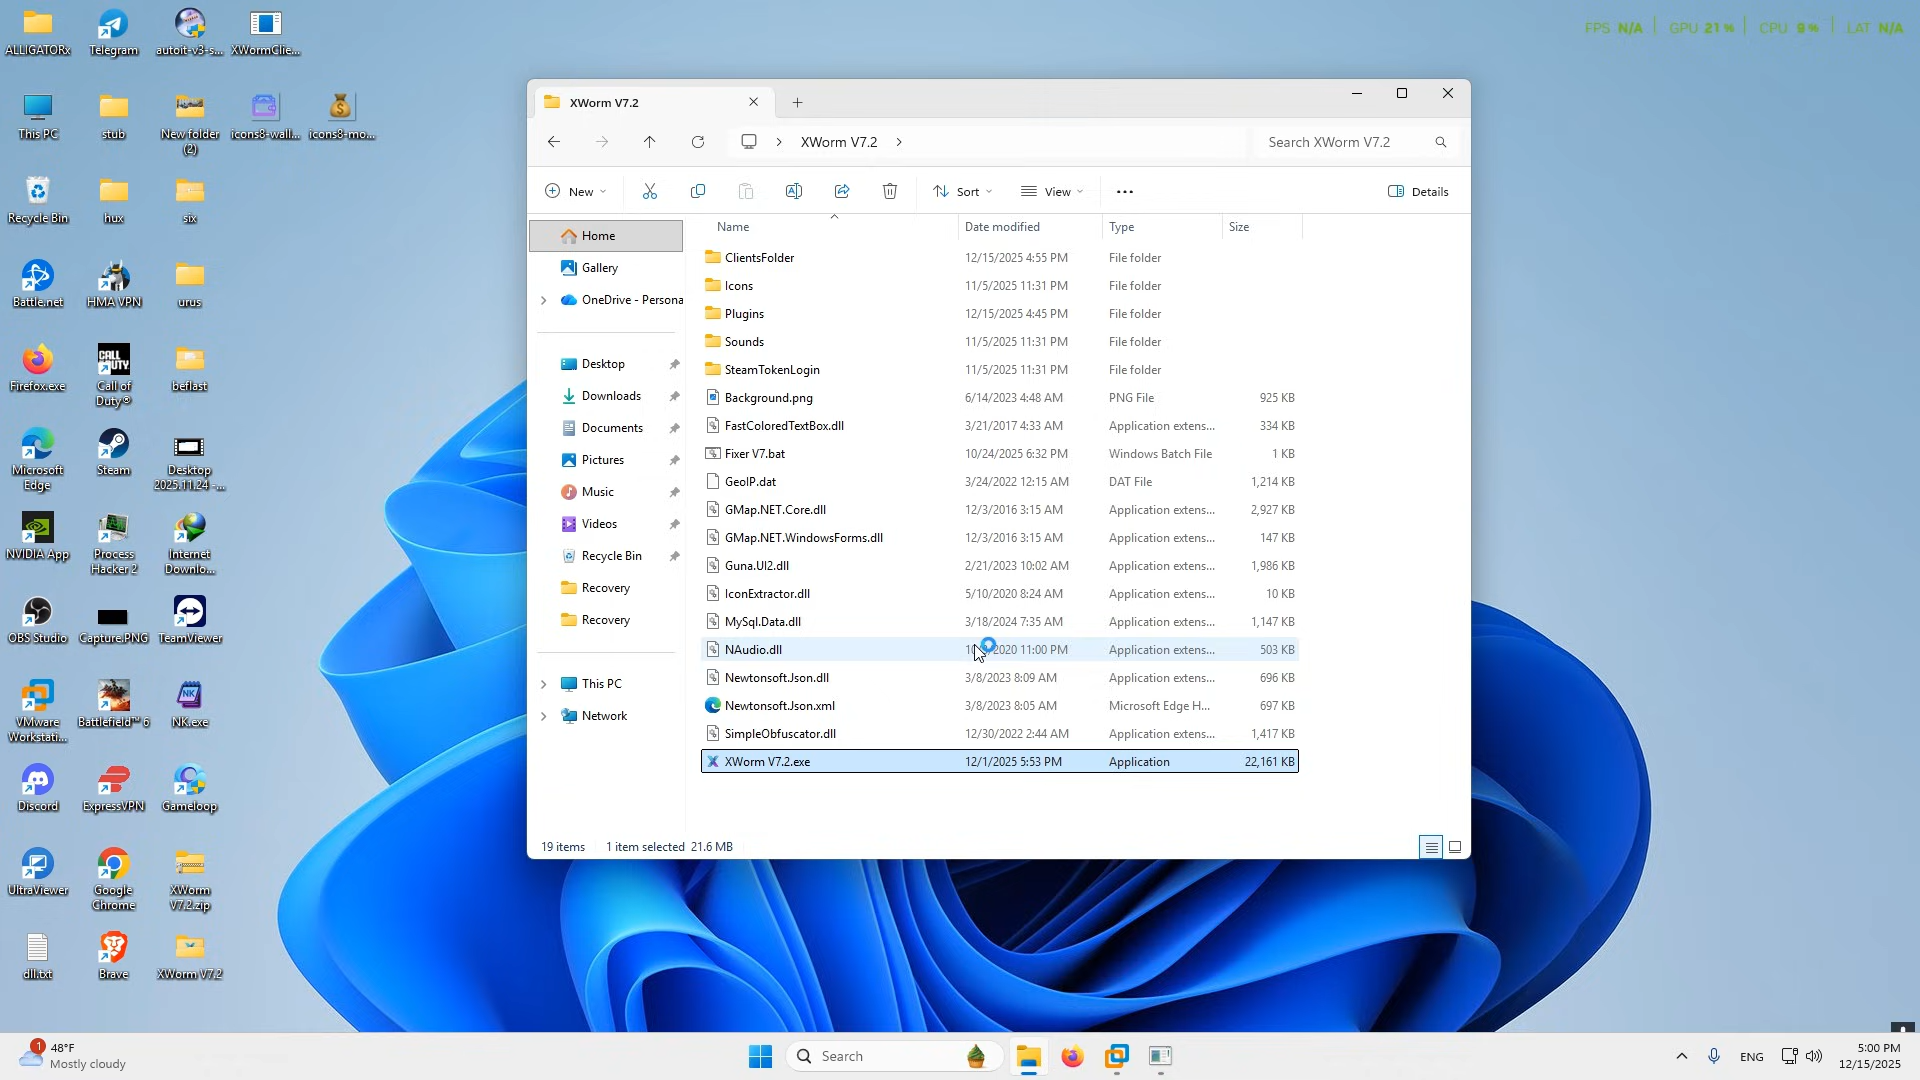 FPS N/A GPU 21 % CPU 9 % LAT N/A
ALLIGATORx Telegram autoit-v3-s... XWormClie...
This PC stub New folder (2) icons8-wall... icons8-mo...
Recycle Bin hux six
Battle.net HMA VPN urus
Firefox.exe Call of Duty® beflast
Microsoft Edge Steam Desktop 2025.11.24 -...
NVIDIA App Process Hacker 2 Internet Downlo...
OBS Studio Capture.PNG TeamViewer
VMware Workstati... Battlefield™ 6 NK.exe
Discord ExpressVPN Gameloop
UltraViewer Google Chrome XWorm V7.2.zip
dll.txt Brave XWorm V7.2
XWorm V7.2
XWorm V7.2 Search XWorm V7.2
New Sort View Details
Home
Gallery
OneDrive - Persona
Desktop
Downloads
Documents
Pictures
Music
Videos
Recycle Bin
Recovery
Recovery
This PC
Network
Name Date modified Type Size
ClientsFolder 12/15/2025 4:55 PM File folder
Icons 11/5/2025 11:31 PM File folder
Plugins 12/15/2025 4:45 PM File folder
Sounds 11/5/2025 11:31 PM File folder
SteamTokenLogin 11/5/2025 11:31 PM File folder
Background.png 6/14/2023 4:48 AM PNG File 925 KB
FastColoredTextBox.dll 3/21/2017 4:33 AM Application extens... 334 KB
Fixer V7.bat 10/24/2025 6:32 PM Windows Batch File 1 KB
GeoIP.dat 3/24/2022 12:15 AM DAT File 1,214 KB
GMap.NET.Core.dll 12/3/2016 3:15 AM Application extens... 2,927 KB
GMap.NET.WindowsForms.dll 12/3/2016 3:15 AM Application extens... 147 KB
Guna.UI2.dll 2/21/2023 10:02 AM Application extens... 1,986 KB
IconExtractor.dll 5/10/2020 8:24 AM Application extens... 10 KB
MySql.Data.dll 3/18/2024 7:35 AM Application extens... 1,147 KB
NAudio.dll 2020 11:00 PM Application extens... 503 KB
Newtonsoft.Json.dll 3/8/2023 8:09 AM Application extens... 696 KB
Newtonsoft.Json.xml 3/8/2023 8:05 AM Microsoft Edge H... 697 KB
SimpleObfuscator.dll 12/30/2022 2:44 AM Application extens... 1,417 KB
XWorm V7.2.exe 12/1/2025 5:53 PM Application 22,161 KB
19 items 1 item selected 21.6 MB
1 48°F
Mostly cloudy
Search
ENG
5:00 PM
12/15/2025